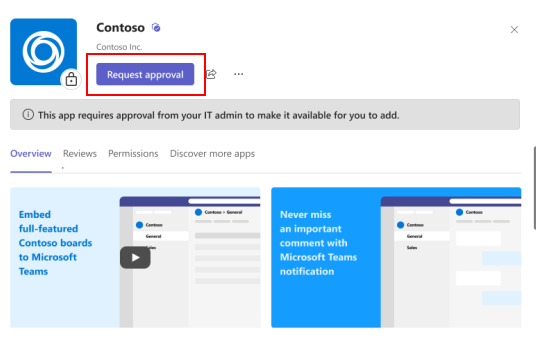 Contoso
Contoso Inc.
Request approval
This app requires approval from your IT admin to make it available for you to add.
Overview Reviews Permissions Discover more apps
Embed
full-featured
Contoso boards
to Microsoft
Teams
Contoso > General
Contoso
General
Sales
Never miss
an important
comment with
Microsoft Teams
notification
Contoso
Contoso
General
Sales